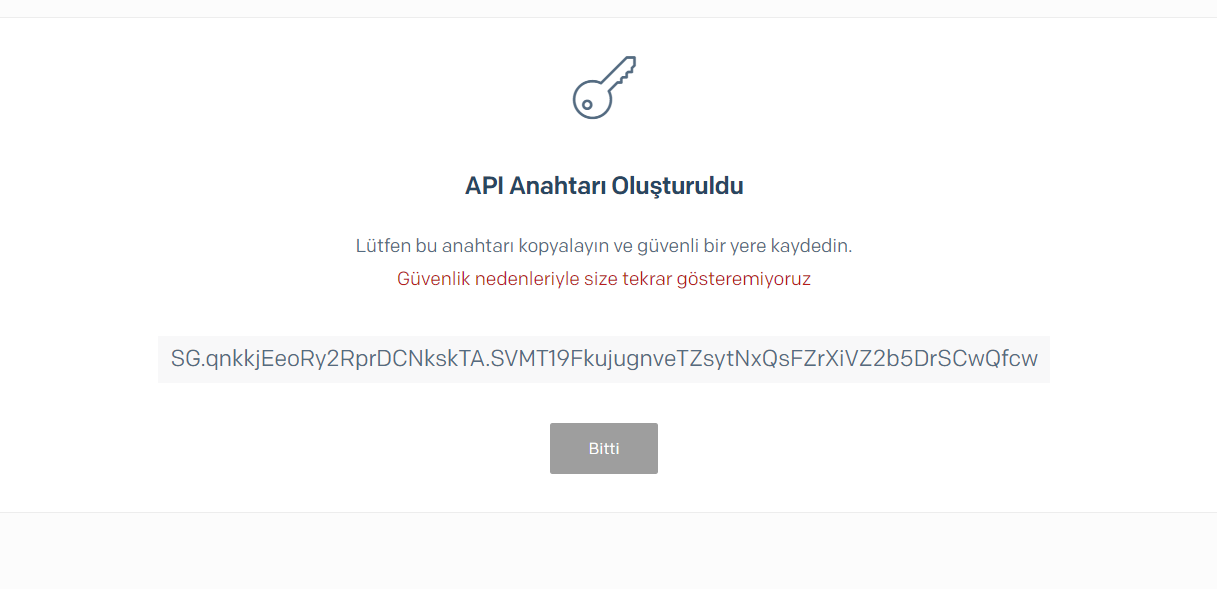 API Anahtarı Oluşturuldu
Lütfen bu anahtarı kopyalayın ve güvenli bir yere kaydedin.
Güvenlik nedenleriyle size tekrar gösteremiyoruz
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
Bitti